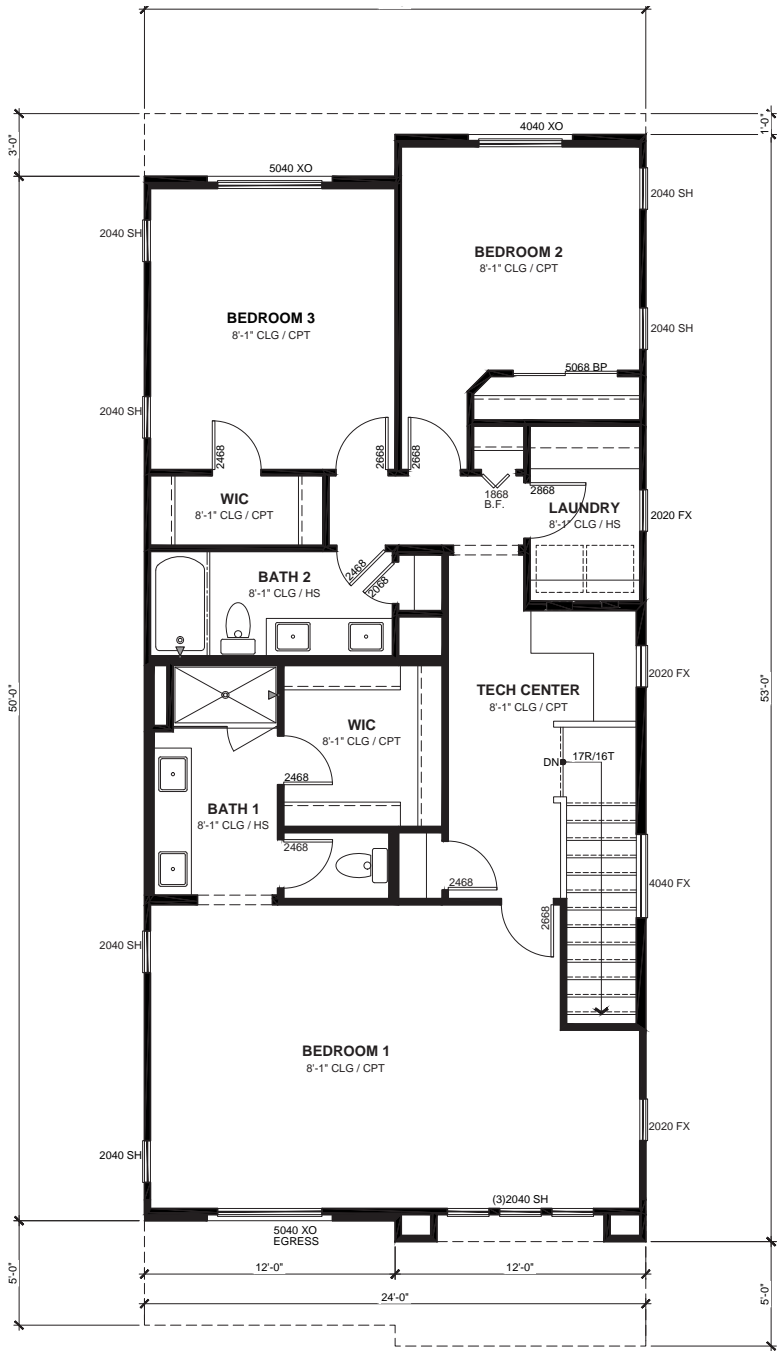 4040 XO
1'-0"
3'-0"
5040 XO
2040 SH
2040 SH
BEDROOM 2
8'-1" CLG / CPT
BEDROOM 3
8'-1" CLG / CPT
2040 SH
5068 BP
2040 SH
2468
2668
2668
WIC
8'-1" CLG / CPT
1868
B.F.
2868
LAUNDRY
8'-1" CLG / HS
2020 FX
2468
2068
BATH 2
8'-1" CLG / HS
2020 FX
TECH CENTER
8'-1" CLG / CPT
50'-0"
53'-0"
WIC
8'-1" CLG / CPT
DN
17R/16T
2468
BATH 1
8'-1" CLG / HS
2468
2468
4040 FX
2668
2040 SH
BEDROOM 1
8'-1" CLG / CPT
2020 FX
2040 SH
(3)2040 SH
5040 XO
EGRESS
12'-0"
12'-0"
5'-0"
24'-0"
5'-0"